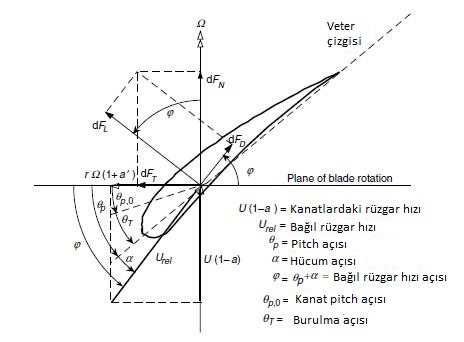 Ω
Veter
çizgisi
dF_N
φ
dF_L
dF_D
φ
r Ω (1+a') dF_T
Plane of blade rotation
θ_p θ_p,0
θ_T
φ α U_rel U (1−a)
U (1−a) = Kanatlardaki rüzgar hızı
U_rel = Bağıl rüzgar hızı
θ_p = Pitch açısı
α = Hücum açısı
φ = θ_p+α = Bağıl rüzgar hızı açısı
θ_p,0 = Kanat pitch açısı
θ_T = Burulma açısı